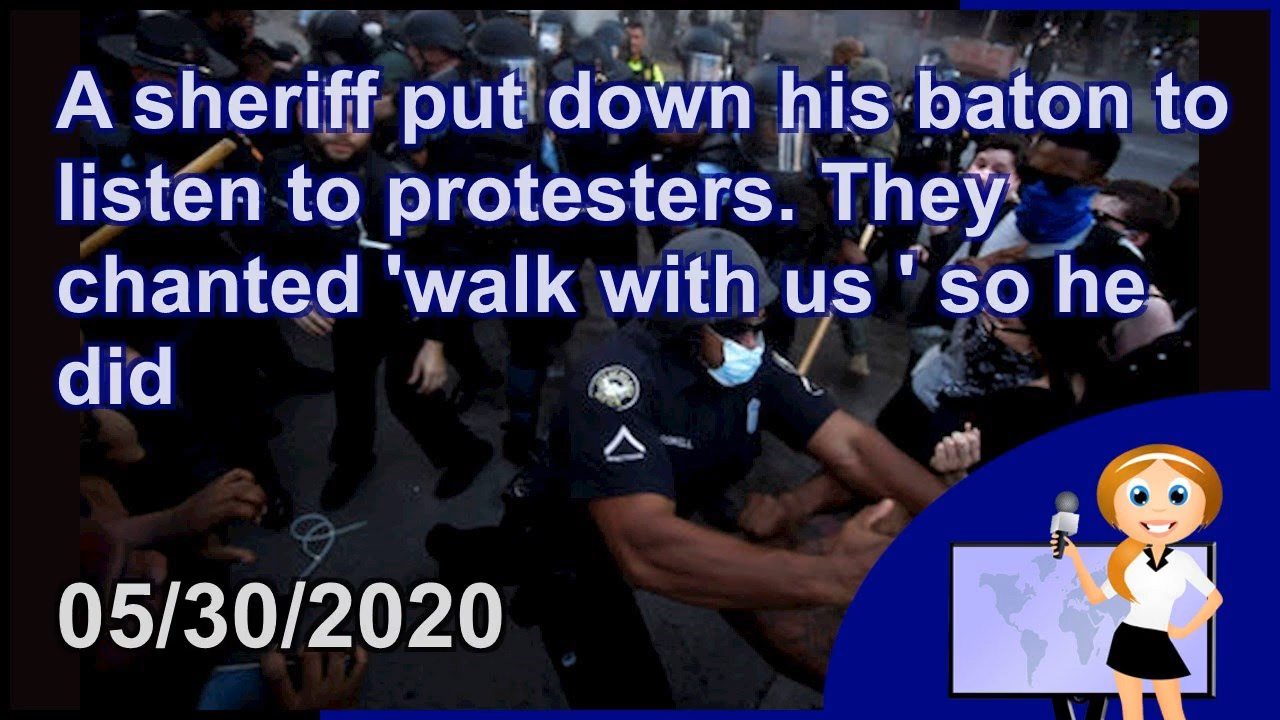 A sheriff put down his baton to
listen to protesters. They
chanted 'walk with us ' so he
did
05/30/2020